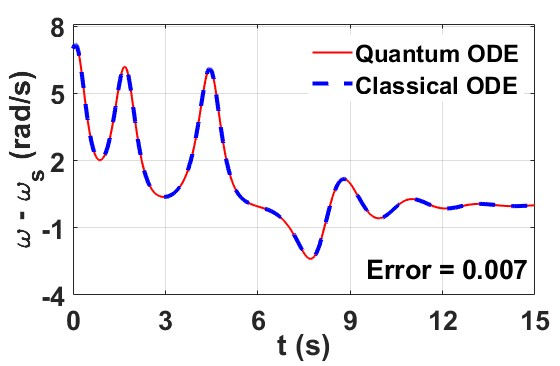 8
5
2
-1
-4
ω - ωs (rad/s)
Quantum ODE
Classical ODE
Error = 0.007
0 3 6 9 12 15
t (s)